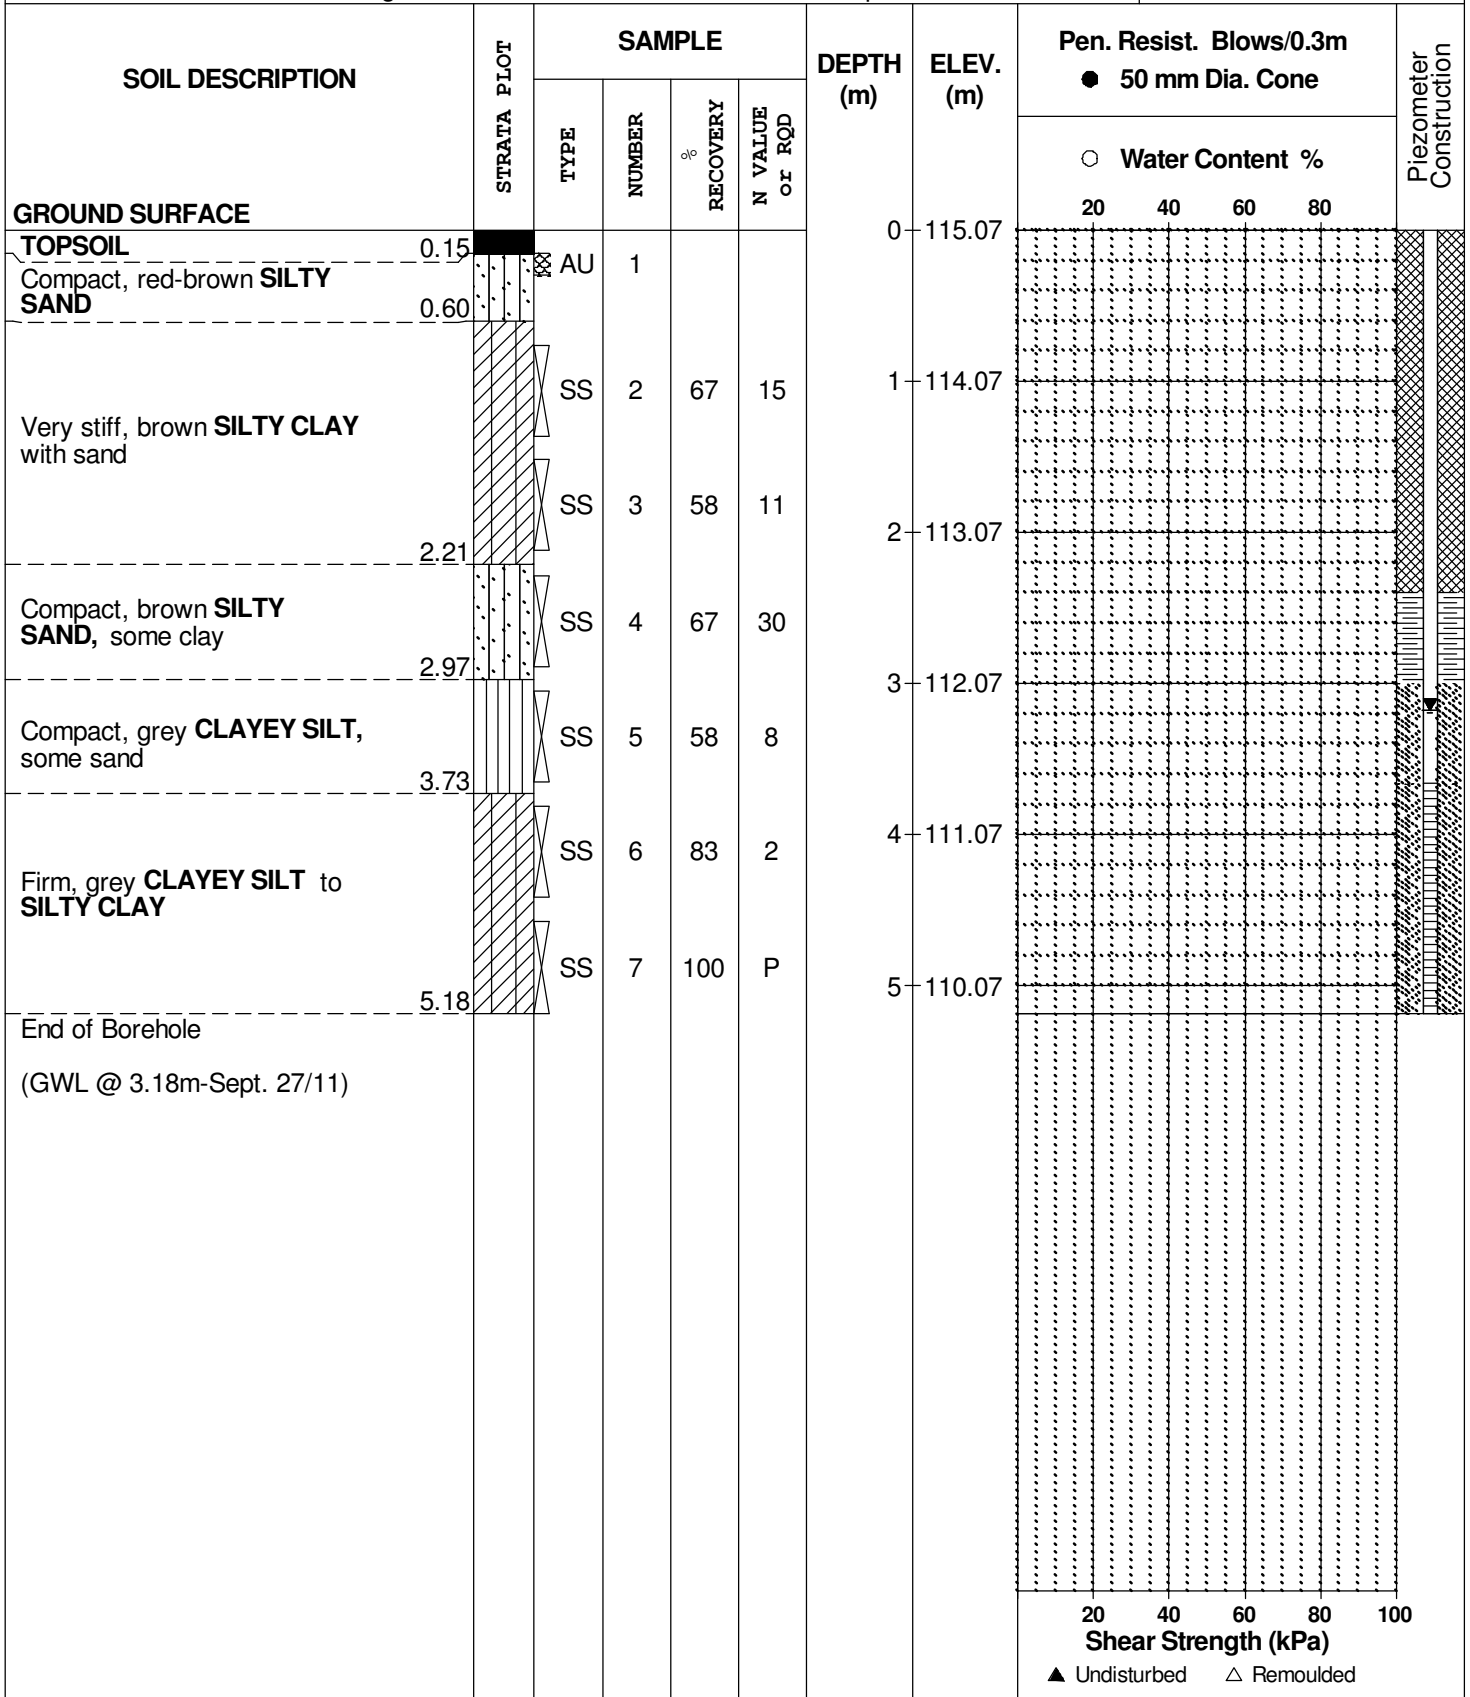 SOIL DESCRIPTION
STRATA PLOT
SAMPLE
TYPE
NUMBER
% RECOVERY
N VALUE or RQD
DEPTH (m)
ELEV. (m)
Pen. Resist. Blows/0.3m
● 50 mm Dia. Cone
○ Water Content %
Piezometer Construction
20 40 60 80
GROUND SURFACE
0 115.07
TOPSOIL 0.15
AU 1
Compact, red-brown SILTY
SAND 0.60
SS 2 67 15
1 114.07
Very stiff, brown SILTY CLAY
with sand
SS 3 58 11
2 113.07
2.21
Compact, brown SILTY
SAND, some clay
SS 4 67 30
2.97
3 112.07
Compact, grey CLAYEY SILT,
some sand
SS 5 58 8
3.73
4 111.07
SS 6 83 2
Firm, grey CLAYEY SILT to
SILTY CLAY
SS 7 100 P
5 110.07
5.18
End of Borehole
(GWL @ 3.18m-Sept. 27/11)
20 40 60 80 100
Shear Strength (kPa)
▲ Undisturbed △ Remoulded